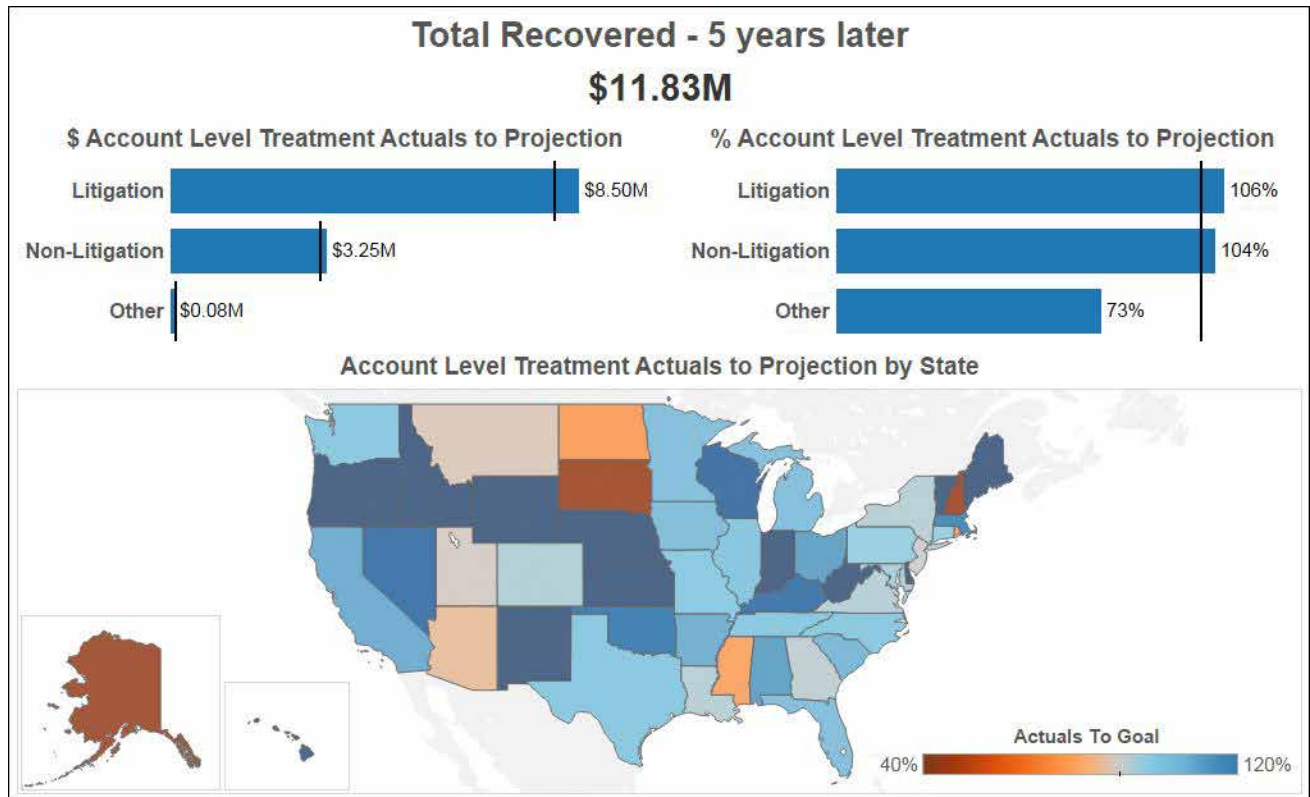 Total Recovered - 5 years later
$11.83M
$ Account Level Treatment Actuals to Projection
Litigation $8.50M
Non-Litigation $3.25M
Other $0.08M
% Account Level Treatment Actuals to Projection
Litigation 106%
Non-Litigation 104%
Other 73%
Account Level Treatment Actuals to Projection by State
Actuals To Goal
40% 120%